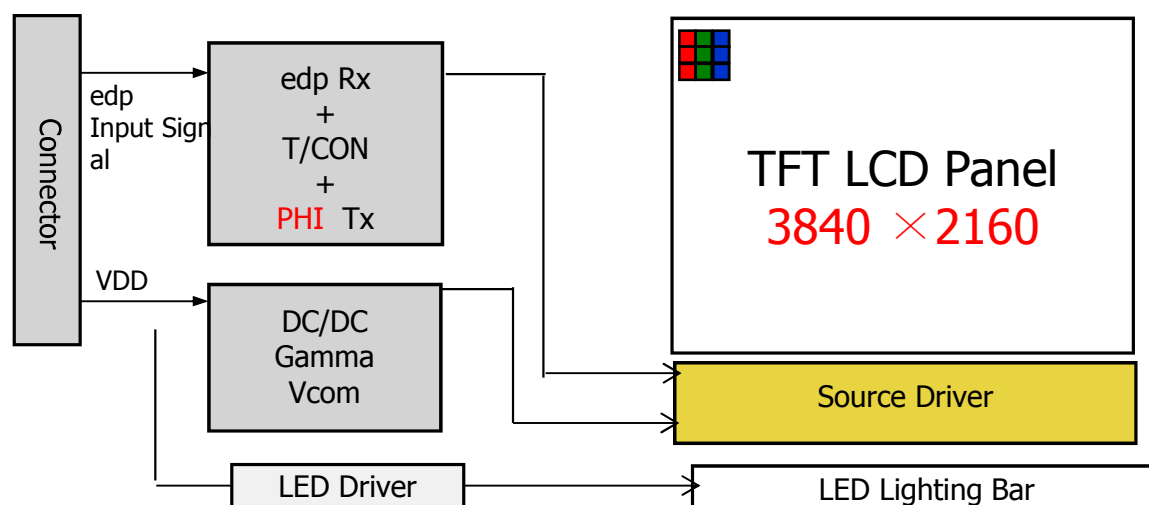 Connector
edp
Input Sign
al
VDD
edp Rx
+
T/CON
+
PHI Tx
DC/DC
Gamma
Vcom
LED Driver
TFT LCD Panel
3840 ×2160
Source Driver
LED Lighting Bar